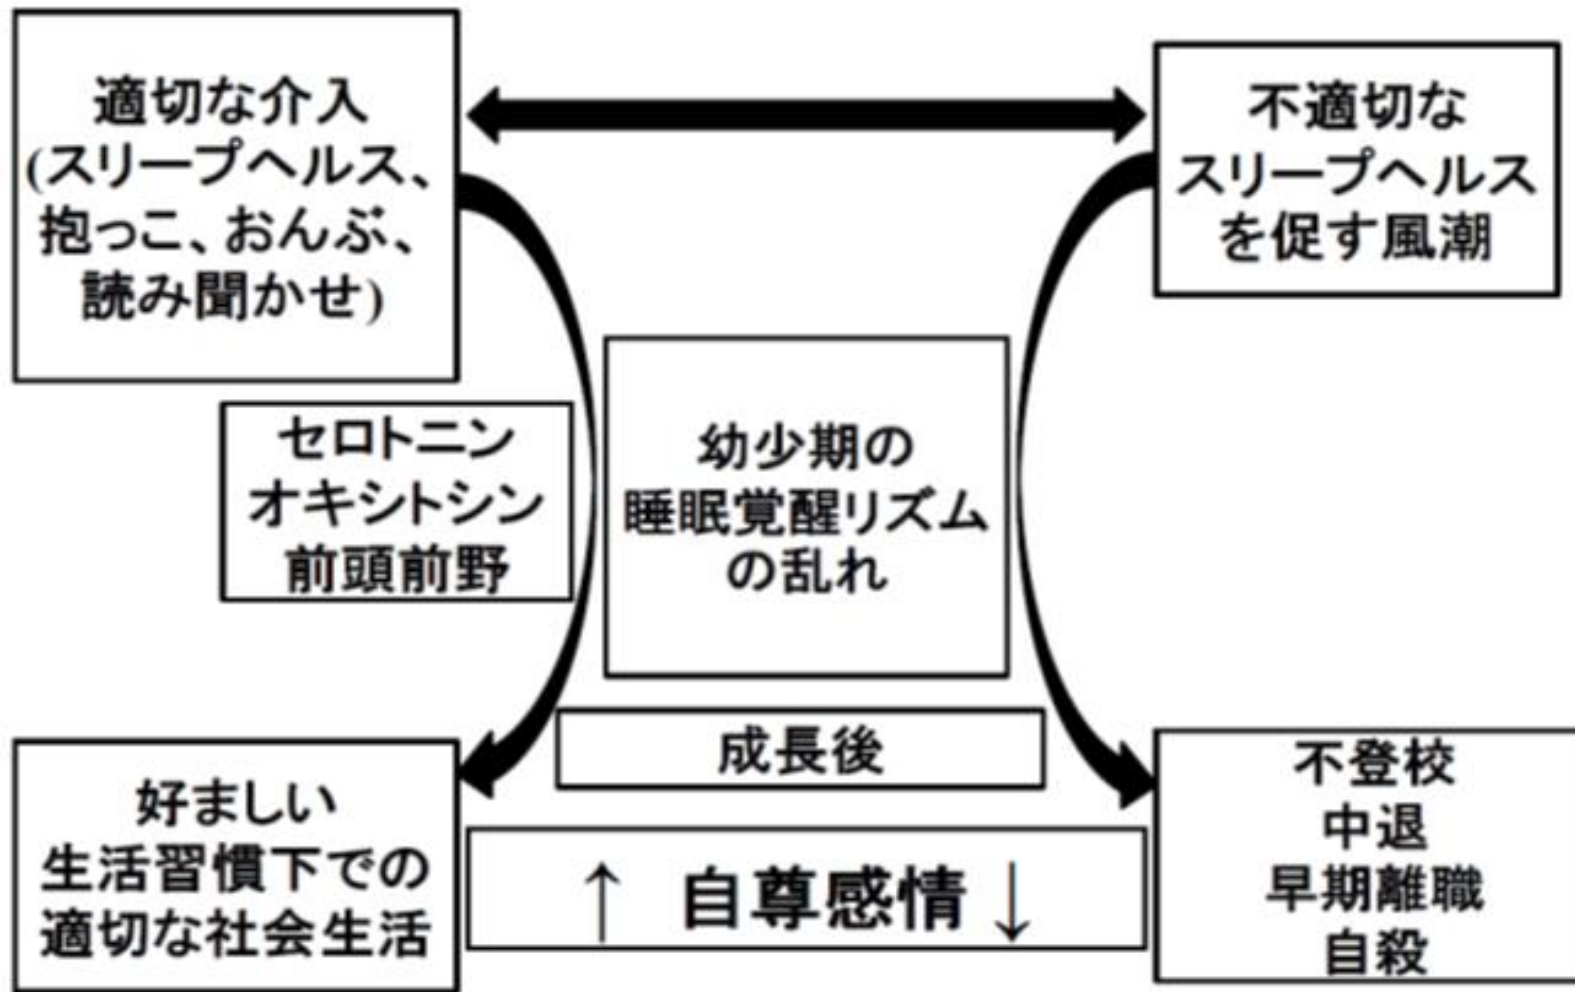 適切な介入
(スリープヘルス、
抱っこ、おんぶ、
読み聞かせ)
不適切な
スリープヘルス
を促す風潮
セロトニン
オキシトシン
前頭前野
幼少期の
睡眠覚醒リズム
の乱れ
成長後
好ましい
生活習慣下での
適切な社会生活
↑ 自尊感情 ↓
不登校
中退
早期離職
自殺